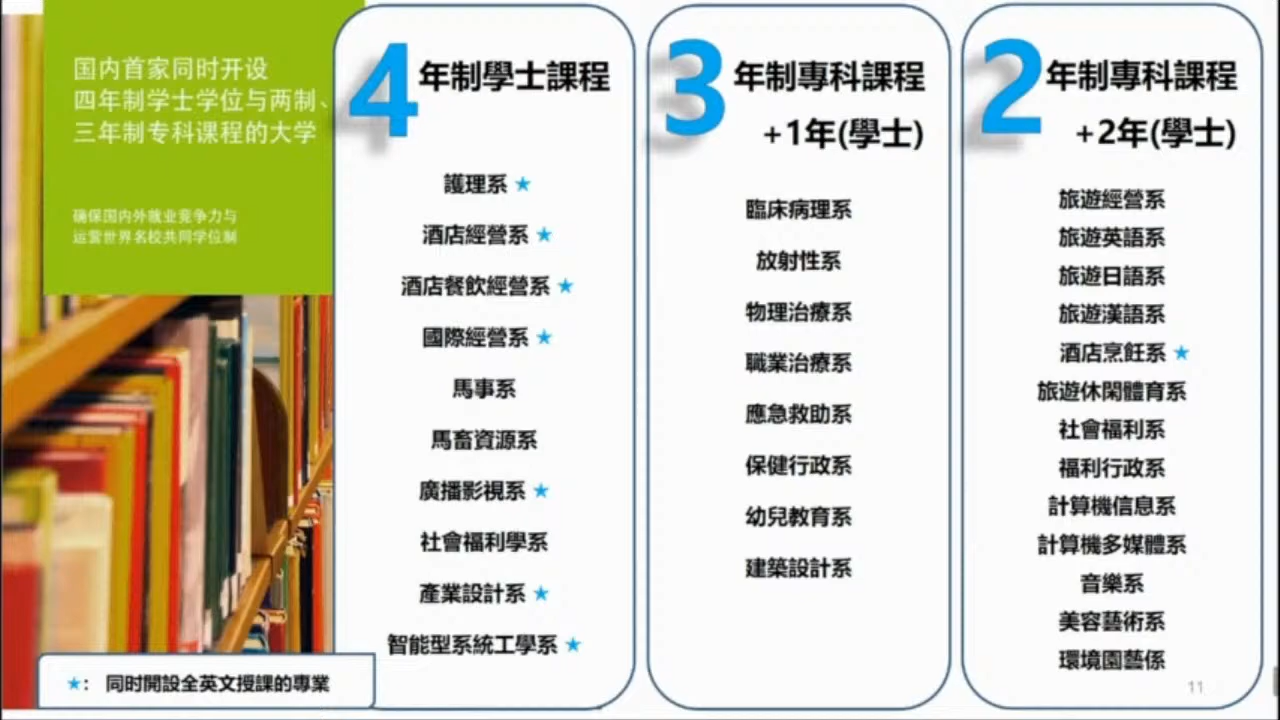 国内首家同时开设
四年制学士学位与两制、
三年制专科课程的大学
确保国内外就业竞争力与
运营世界名校共同学位制
4年制學士課程
護理系 ★
酒店經營系 ★
酒店餐飲經營系 ★
國際經營系 ★
馬事系
馬畜資源系
廣播影視系 ★
社會福利學系
產業設計系 ★
智能型系統工學系 ★
★： 同时開設全英文授課的專業
3年制專科課程
+1年(學士)
臨床病理系
放射性系
物理治療系
職業治療系
應急救助系
保健行政系
幼兒教育系
建築設計系
2年制專科課程
+2年(學士)
旅遊經營系
旅遊英語系
旅遊日語系
旅遊漢語系
酒店烹飪系 ★
旅遊休閑體育系
社會福利系
福利行政系
計算機信息系
計算機多媒體系
音樂系
美容藝術系
環境園藝係
11